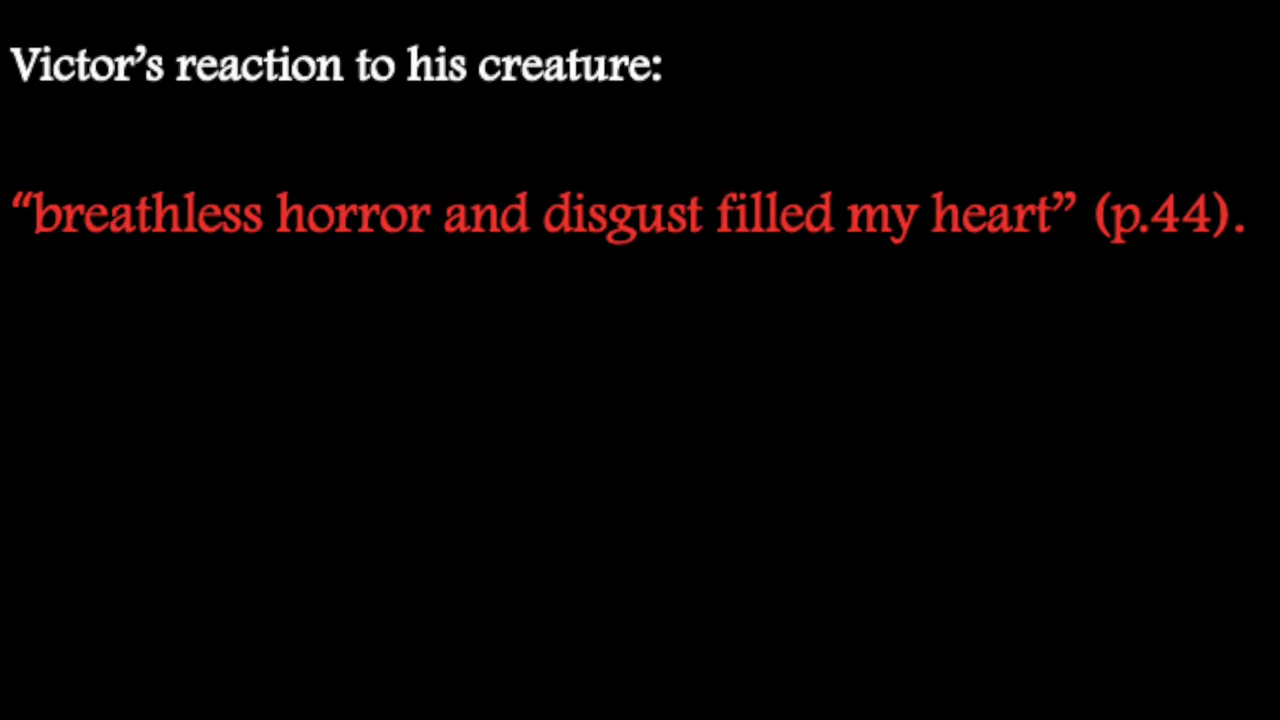 Victor’s reaction to his creature:
“breathless horror and disgust filled my heart” (p.44).